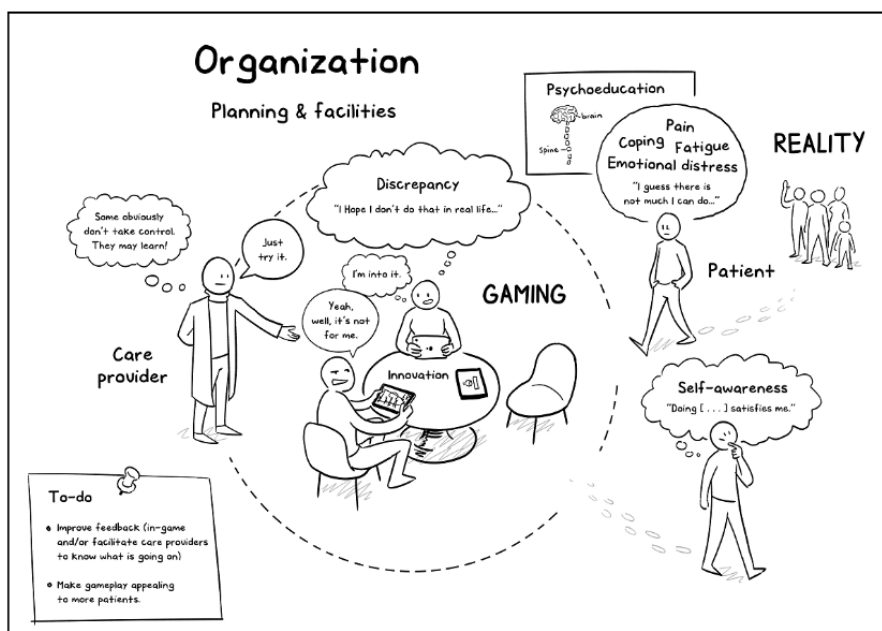 Organization
Planning & facilities
Psychoeducation
brain
Spine
Pain
Coping Fatigue
Emotional distress
"I guess there is
not much I can do..."
REALITY
Patient
Discrepancy
"I Hope I don't do that in real life..."
Some obviously
don't take control.
They may learn!
Just
try it.
I'm into it.
Yeah,
well, it's not
for me.
GAMING
Care
provider
Innovation
Self-awareness
"Doing [ . . . ] satisfies me."
To-do
• Improve feedback (in-game
and/or facilitate care providers
to know what is going on)
• Make gameplay appealing
to more patients.